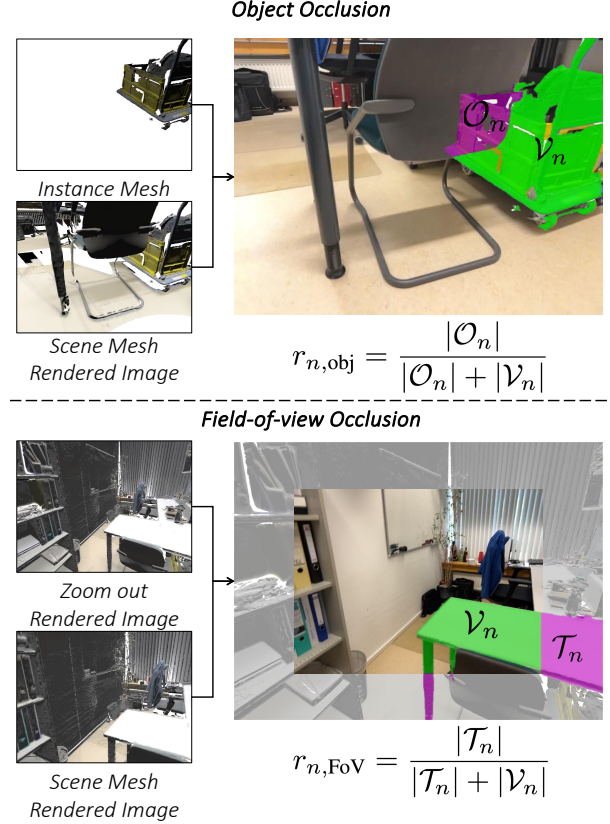 Object Occlusion
Instance Mesh
Scene Mesh
Rendered Image
𝒪ₙ
𝒱ₙ
rₙ,obj = |𝒪ₙ| / (|𝒪ₙ| + |𝒱ₙ|)
Field-of-view Occlusion
Zoom out
Rendered Image
Scene Mesh
Rendered Image
𝒱ₙ
𝒯ₙ
rₙ,FoV = |𝒯ₙ| / (|𝒯ₙ| + |𝒱ₙ|)